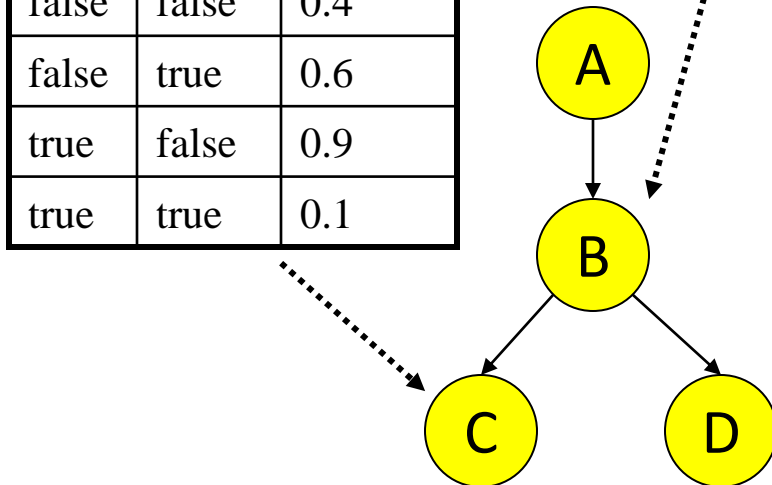 false false 0.4
false true 0.6
true false 0.9
true true 0.1
A
B
C
D